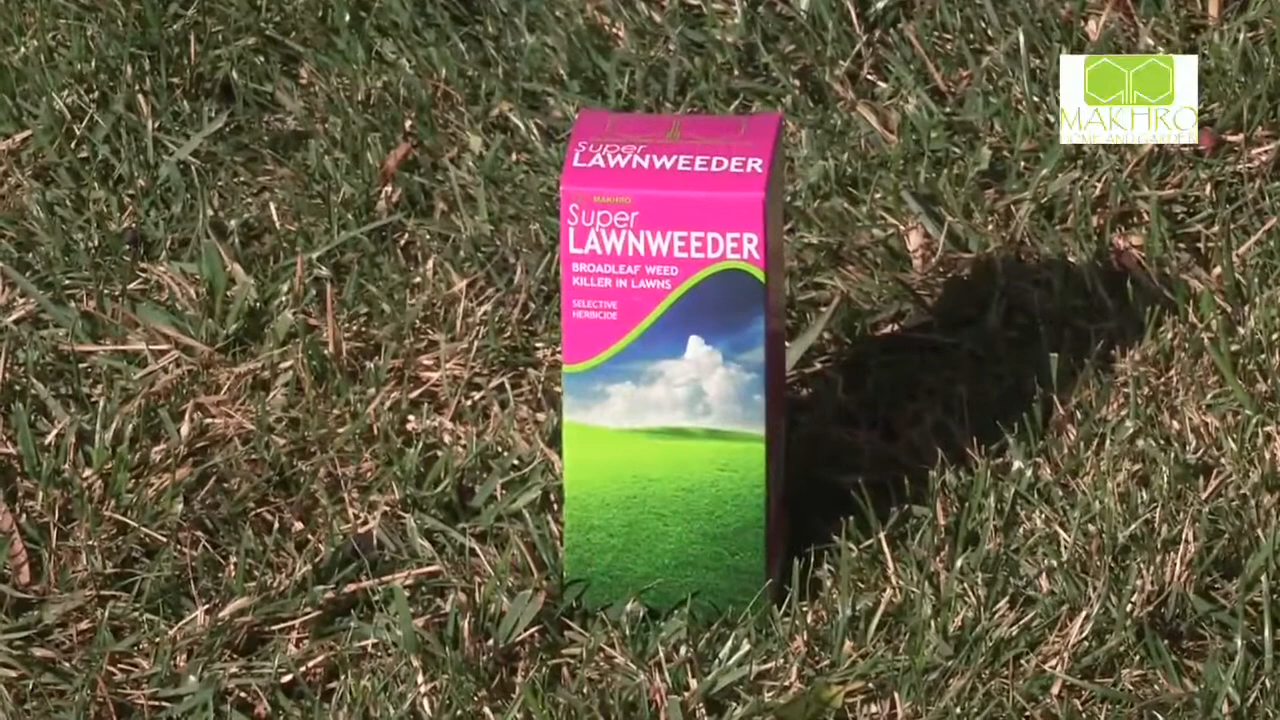 MAKHRO
HOME AND GARDEN
Super
LAWNWEEDER
MAKHRO
Super
LAWNWEEDER
BROADLEAF WEED
KILLER IN LAWNS
SELECTIVE
HERBICIDE